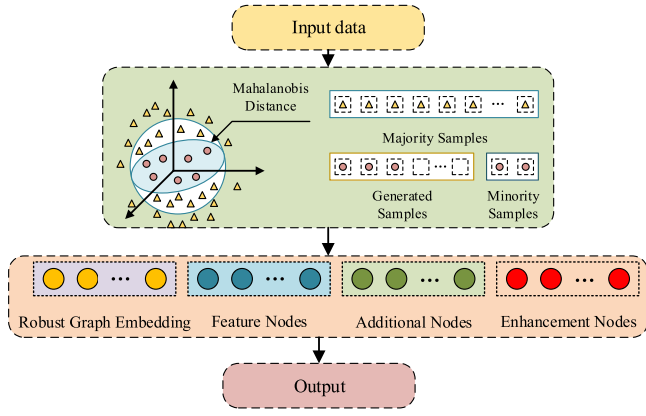 Input data
Mahalanobis
Distance
...
Majority Samples
...
Generated
Samples
Minority
Samples
... ... ... ...
Robust Graph Embedding Feature Nodes Additional Nodes Enhancement Nodes
Output